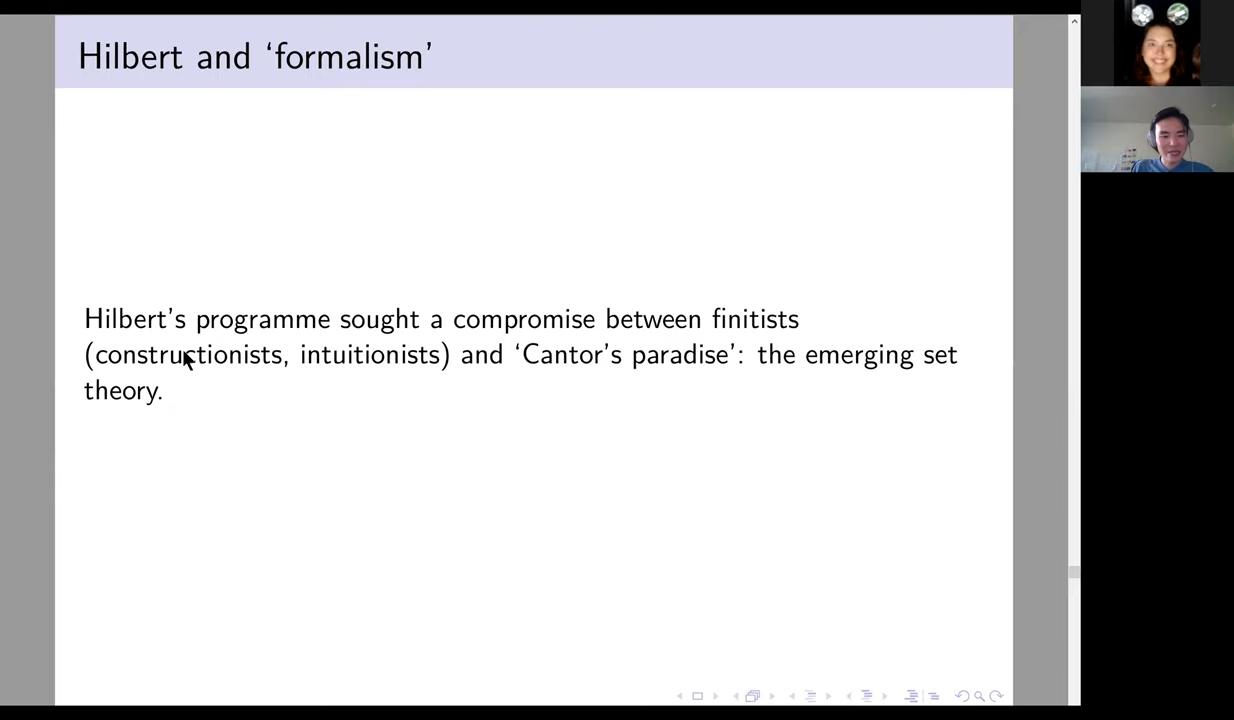 Hilbert and ‘formalism’
Hilbert’s programme sought a compromise between finitists
(constructionists, intuitionists) and ‘Cantor’s paradise’: the emerging set
theory.